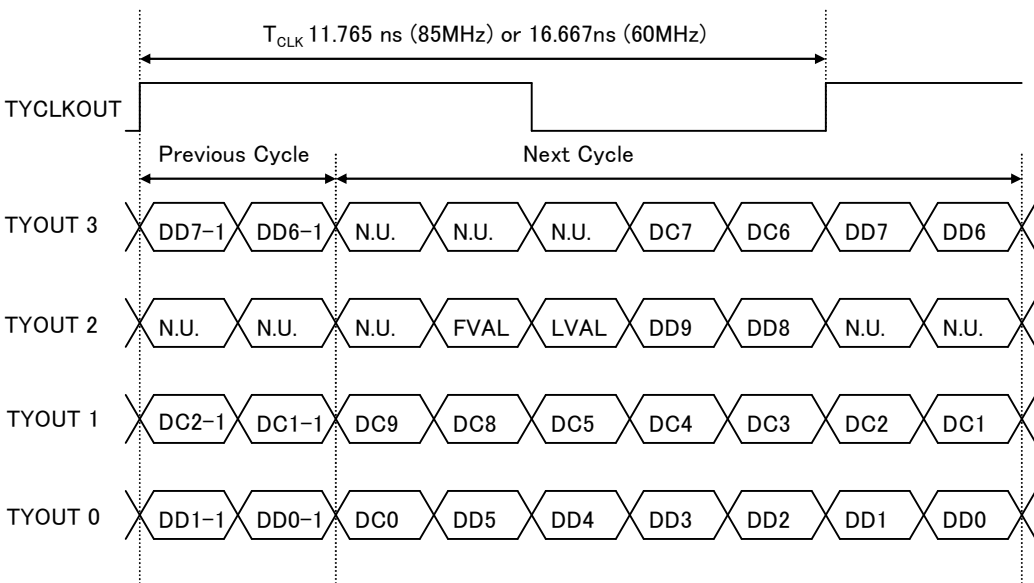 T_CLK 11.765 ns (85MHz) or 16.667ns (60MHz)
TYCLKOUT
Previous Cycle Next Cycle
TYOUT 3 DD7-1 DD6-1 N.U. N.U. N.U. DC7 DC6 DD7 DD6
TYOUT 2 N.U. N.U. N.U. FVAL LVAL DD9 DD8 N.U. N.U.
TYOUT 1 DC2-1 DC1-1 DC9 DC8 DC5 DC4 DC3 DC2 DC1
TYOUT 0 DD1-1 DD0-1 DC0 DD5 DD4 DD3 DD2 DD1 DD0